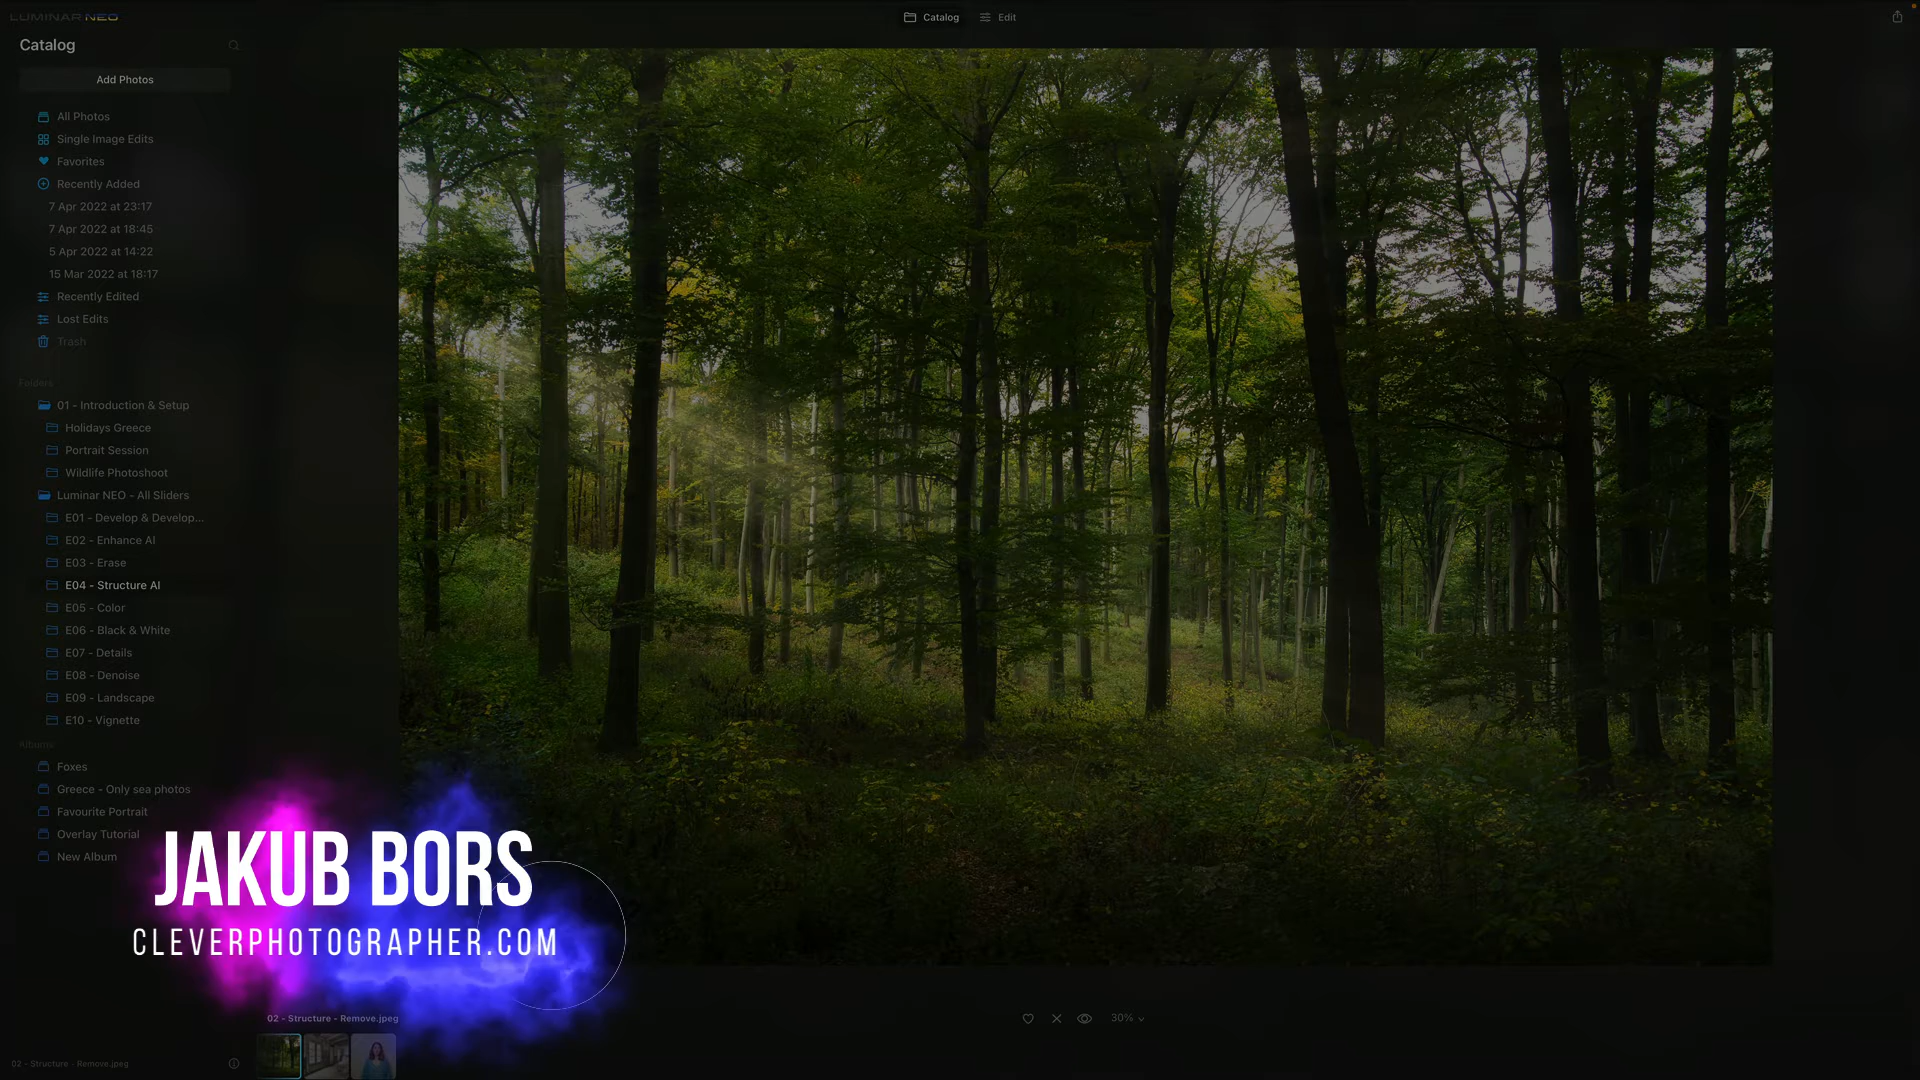 LUMINAR NEO
Catalog
Edit
Catalog
Add Photos
All Photos
Single Image Edits
Favorites
Recently Added
7 Apr 2022 at 23:17
7 Apr 2022 at 18:45
5 Apr 2022 at 14:22
15 Mar 2022 at 18:17
Recently Edited
Lost Edits
Trash
Folders
01 - Introduction & Setup
Holidays Greece
Portrait Session
Wildlife Photoshoot
Luminar NEO - All Sliders
E01 - Develop & Develop...
E02 - Enhance AI
E03 - Erase
E04 - Structure AI
E05 - Color
E06 - Black & White
E07 - Details
E08 - Denoise
E09 - Landscape
E10 - Vignette
Albums
Foxes
Greece - Only sea photos
Favourite Portrait
Overlay Tutorial
New Album
JAKUB BORS
CLEVERPHOTOGRAPHER.COM
02 - Structure - Remove.jpeg
30%
02 - Structure - Remove.jpeg